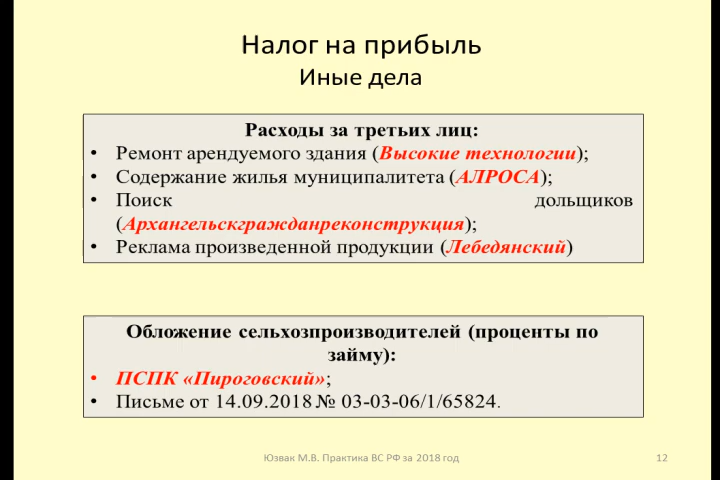 Налог на прибыль
Иные дела
Расходы за третьих лиц:
• Ремонт арендуемого здания (Высокие технологии);
• Содержание жилья муниципалитета (АЛРОСА);
• Поиск дольщиков
(Архангельскгражданреконструкция);
• Реклама произведенной продукции (Лебедянский)
Обложение сельхозпроизводителей (проценты по
займу):
• ПСПК «Пироговский»;
• Письме от 14.09.2018 № 03-03-06/1/65824.
Юзвак М.В. Практика ВС РФ за 2018 год
12